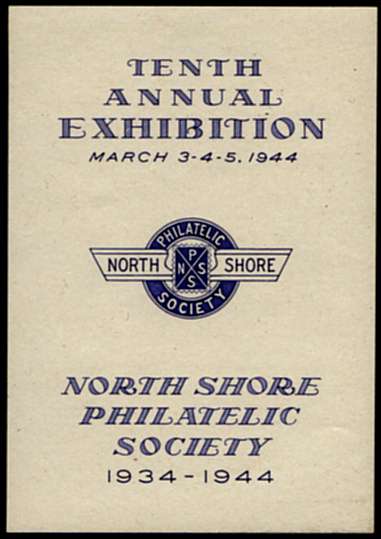 TENTH
ANNUAL
EXHIBITION
MARCH 3-4-5, 1944
PHILATELIC
NORTH SHORE
P
N S S
S
SOCIETY
NORTH SHORE
PHILATELIC
SOCIETY
1934-1944